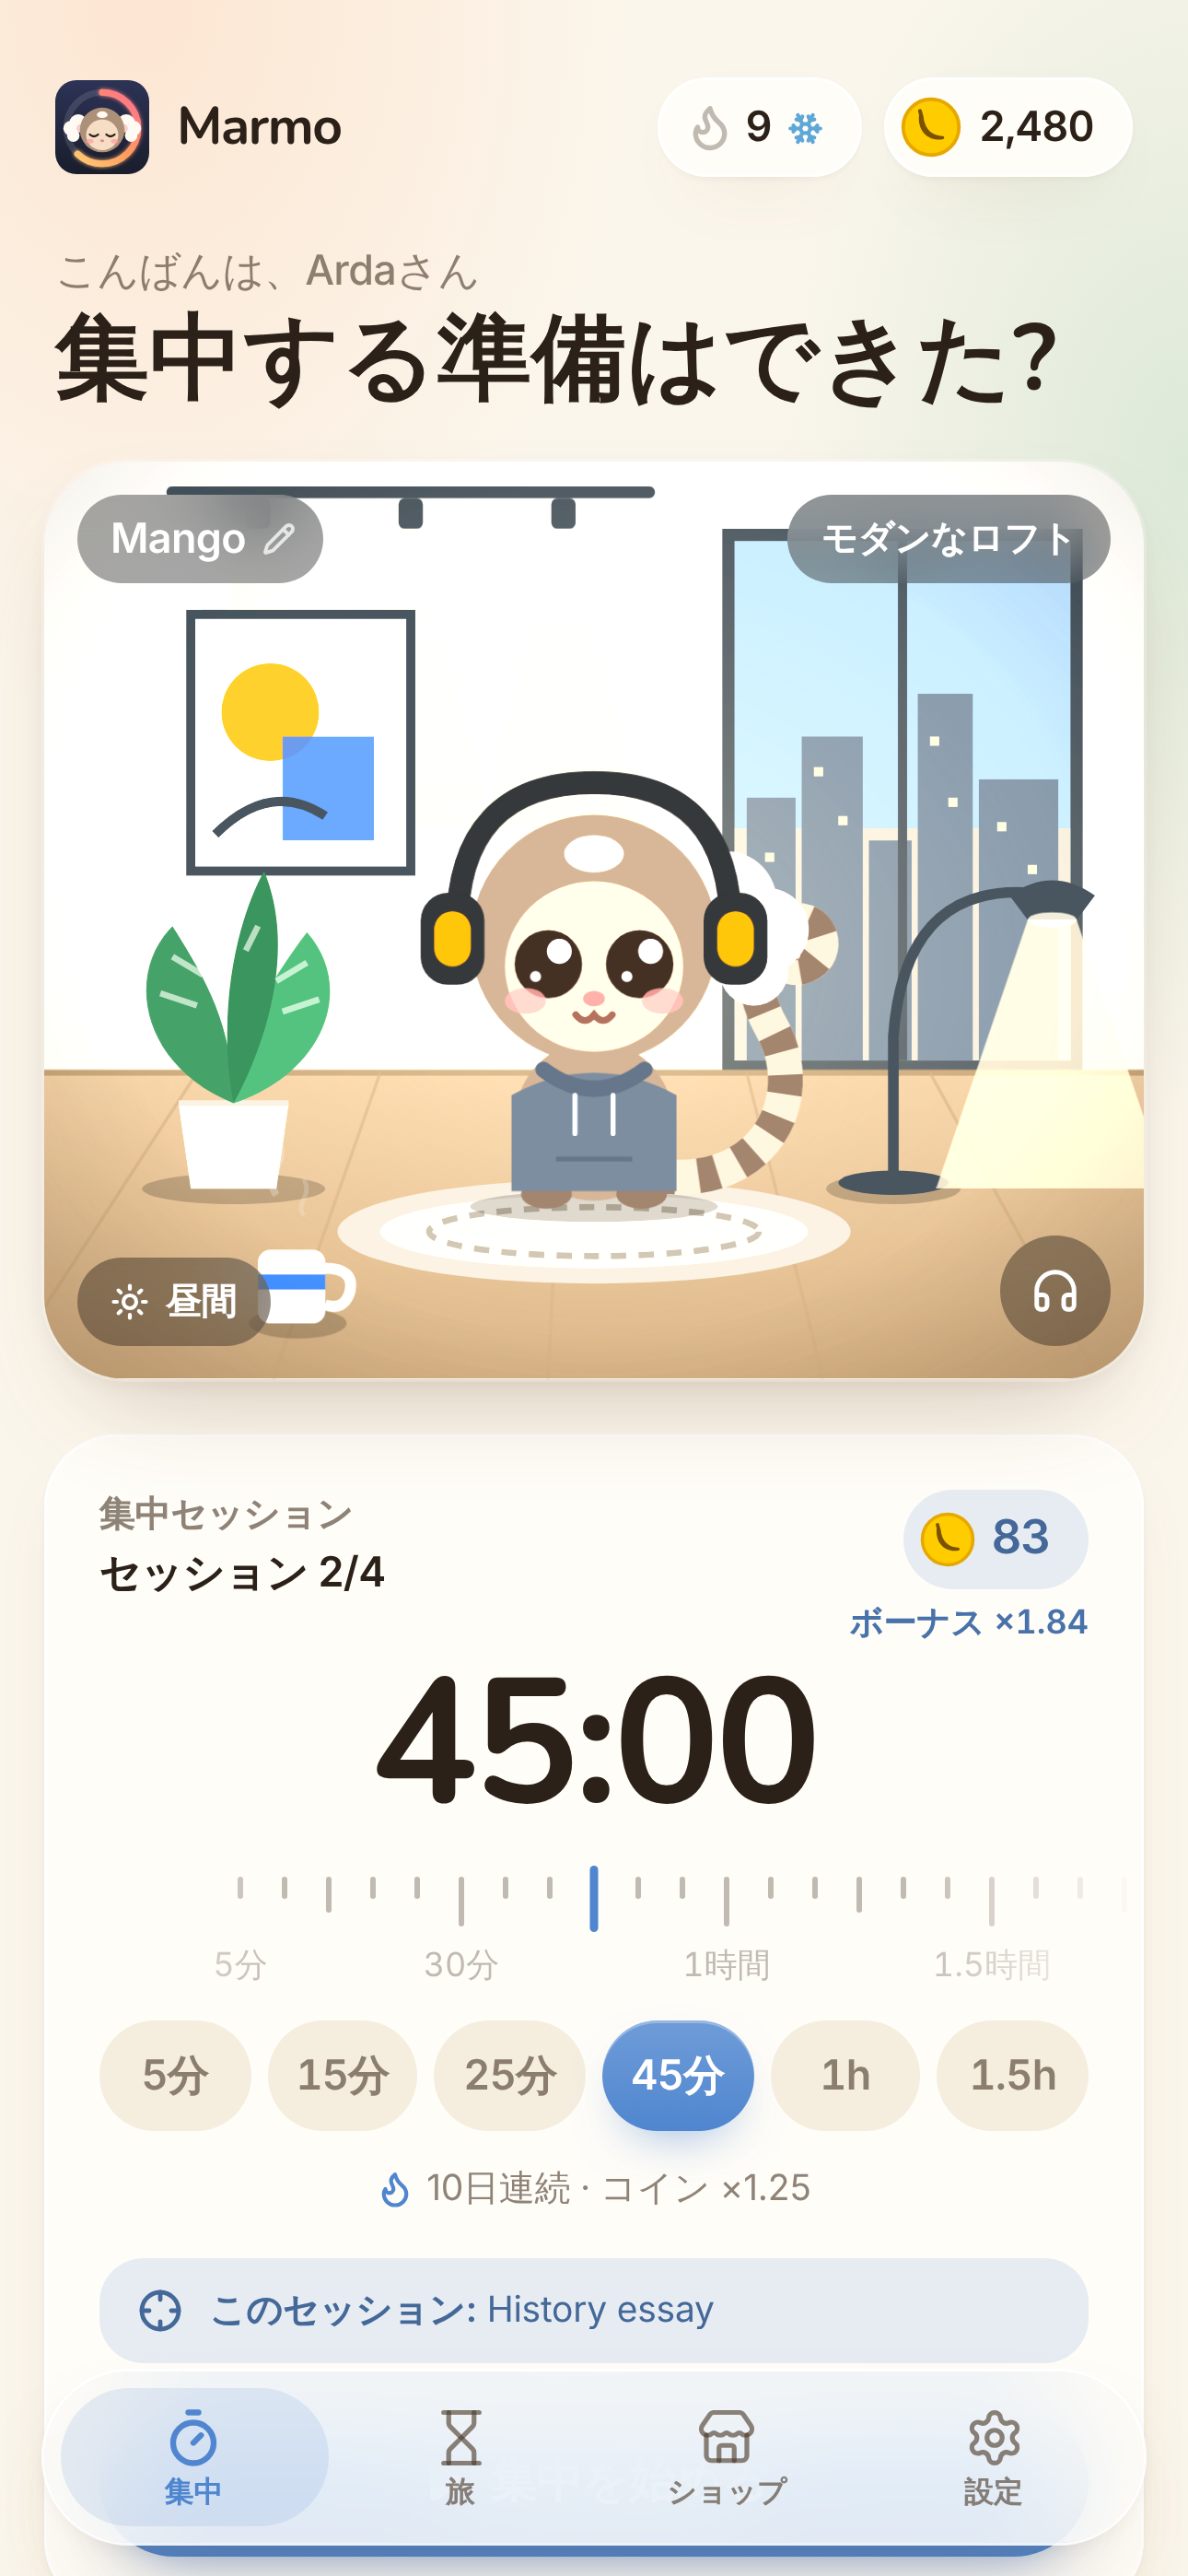 Marmo
9
2,480
こんばんは、Ardaさん
集中する準備はできた?
Mango
モダンなロフト
昼間
集中セッション
セッション 2/4
83
ボーナス ×1.84
45:00
5分 30分 1時間 1.5時間
5分 15分 25分 45分 1h 1.5h
10日連続 · コイン ×1.25
このセッション: History essay
集中 旅 ショップ 設定